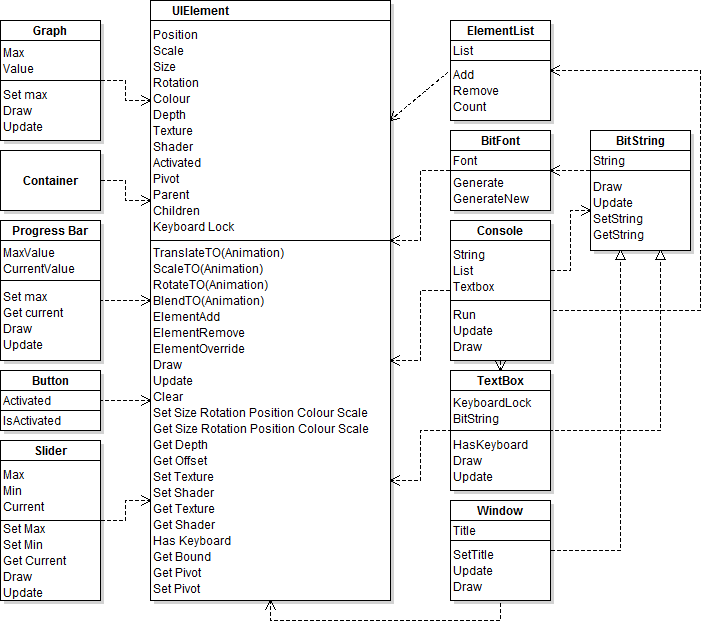 Graph
Max
Value
Set max
Draw
Update
Container
Progress Bar
MaxValue
CurrentValue
Set max
Get current
Draw
Update
Button
Activated
IsActivated
Slider
Max
Min
Current
Set Max
Set Min
Get Current
Draw
Update
UIElement
Position
Scale
Size
Rotation
Colour
Depth
Texture
Shader
Activated
Pivot
Parent
Children
Keyboard Lock
TranslateTO(Animation)
ScaleTO(Animation)
RotateTO(Animation)
BlendTO(Animation)
ElementAdd
ElementRemove
ElementOverride
Draw
Update
Clear
Set Size Rotation Position Colour Scale
Get Size Rotation Position Colour Scale
Get Depth
Get Offset
Set Texture
Set Shader
Get Texture
Get Shader
Has Keyboard
Get Bound
Get Pivot
Set Pivot
ElementList
List
Add
Remove
Count
BitFont
Font
Generate
GenerateNew
Console
String
List
Textbox
Run
Update
Draw
TextBox
KeyboardLock
BitString
HasKeyboard
Draw
Update
Window
Title
SetTitle
Update
Draw
BitString
String
Draw
Update
SetString
GetString